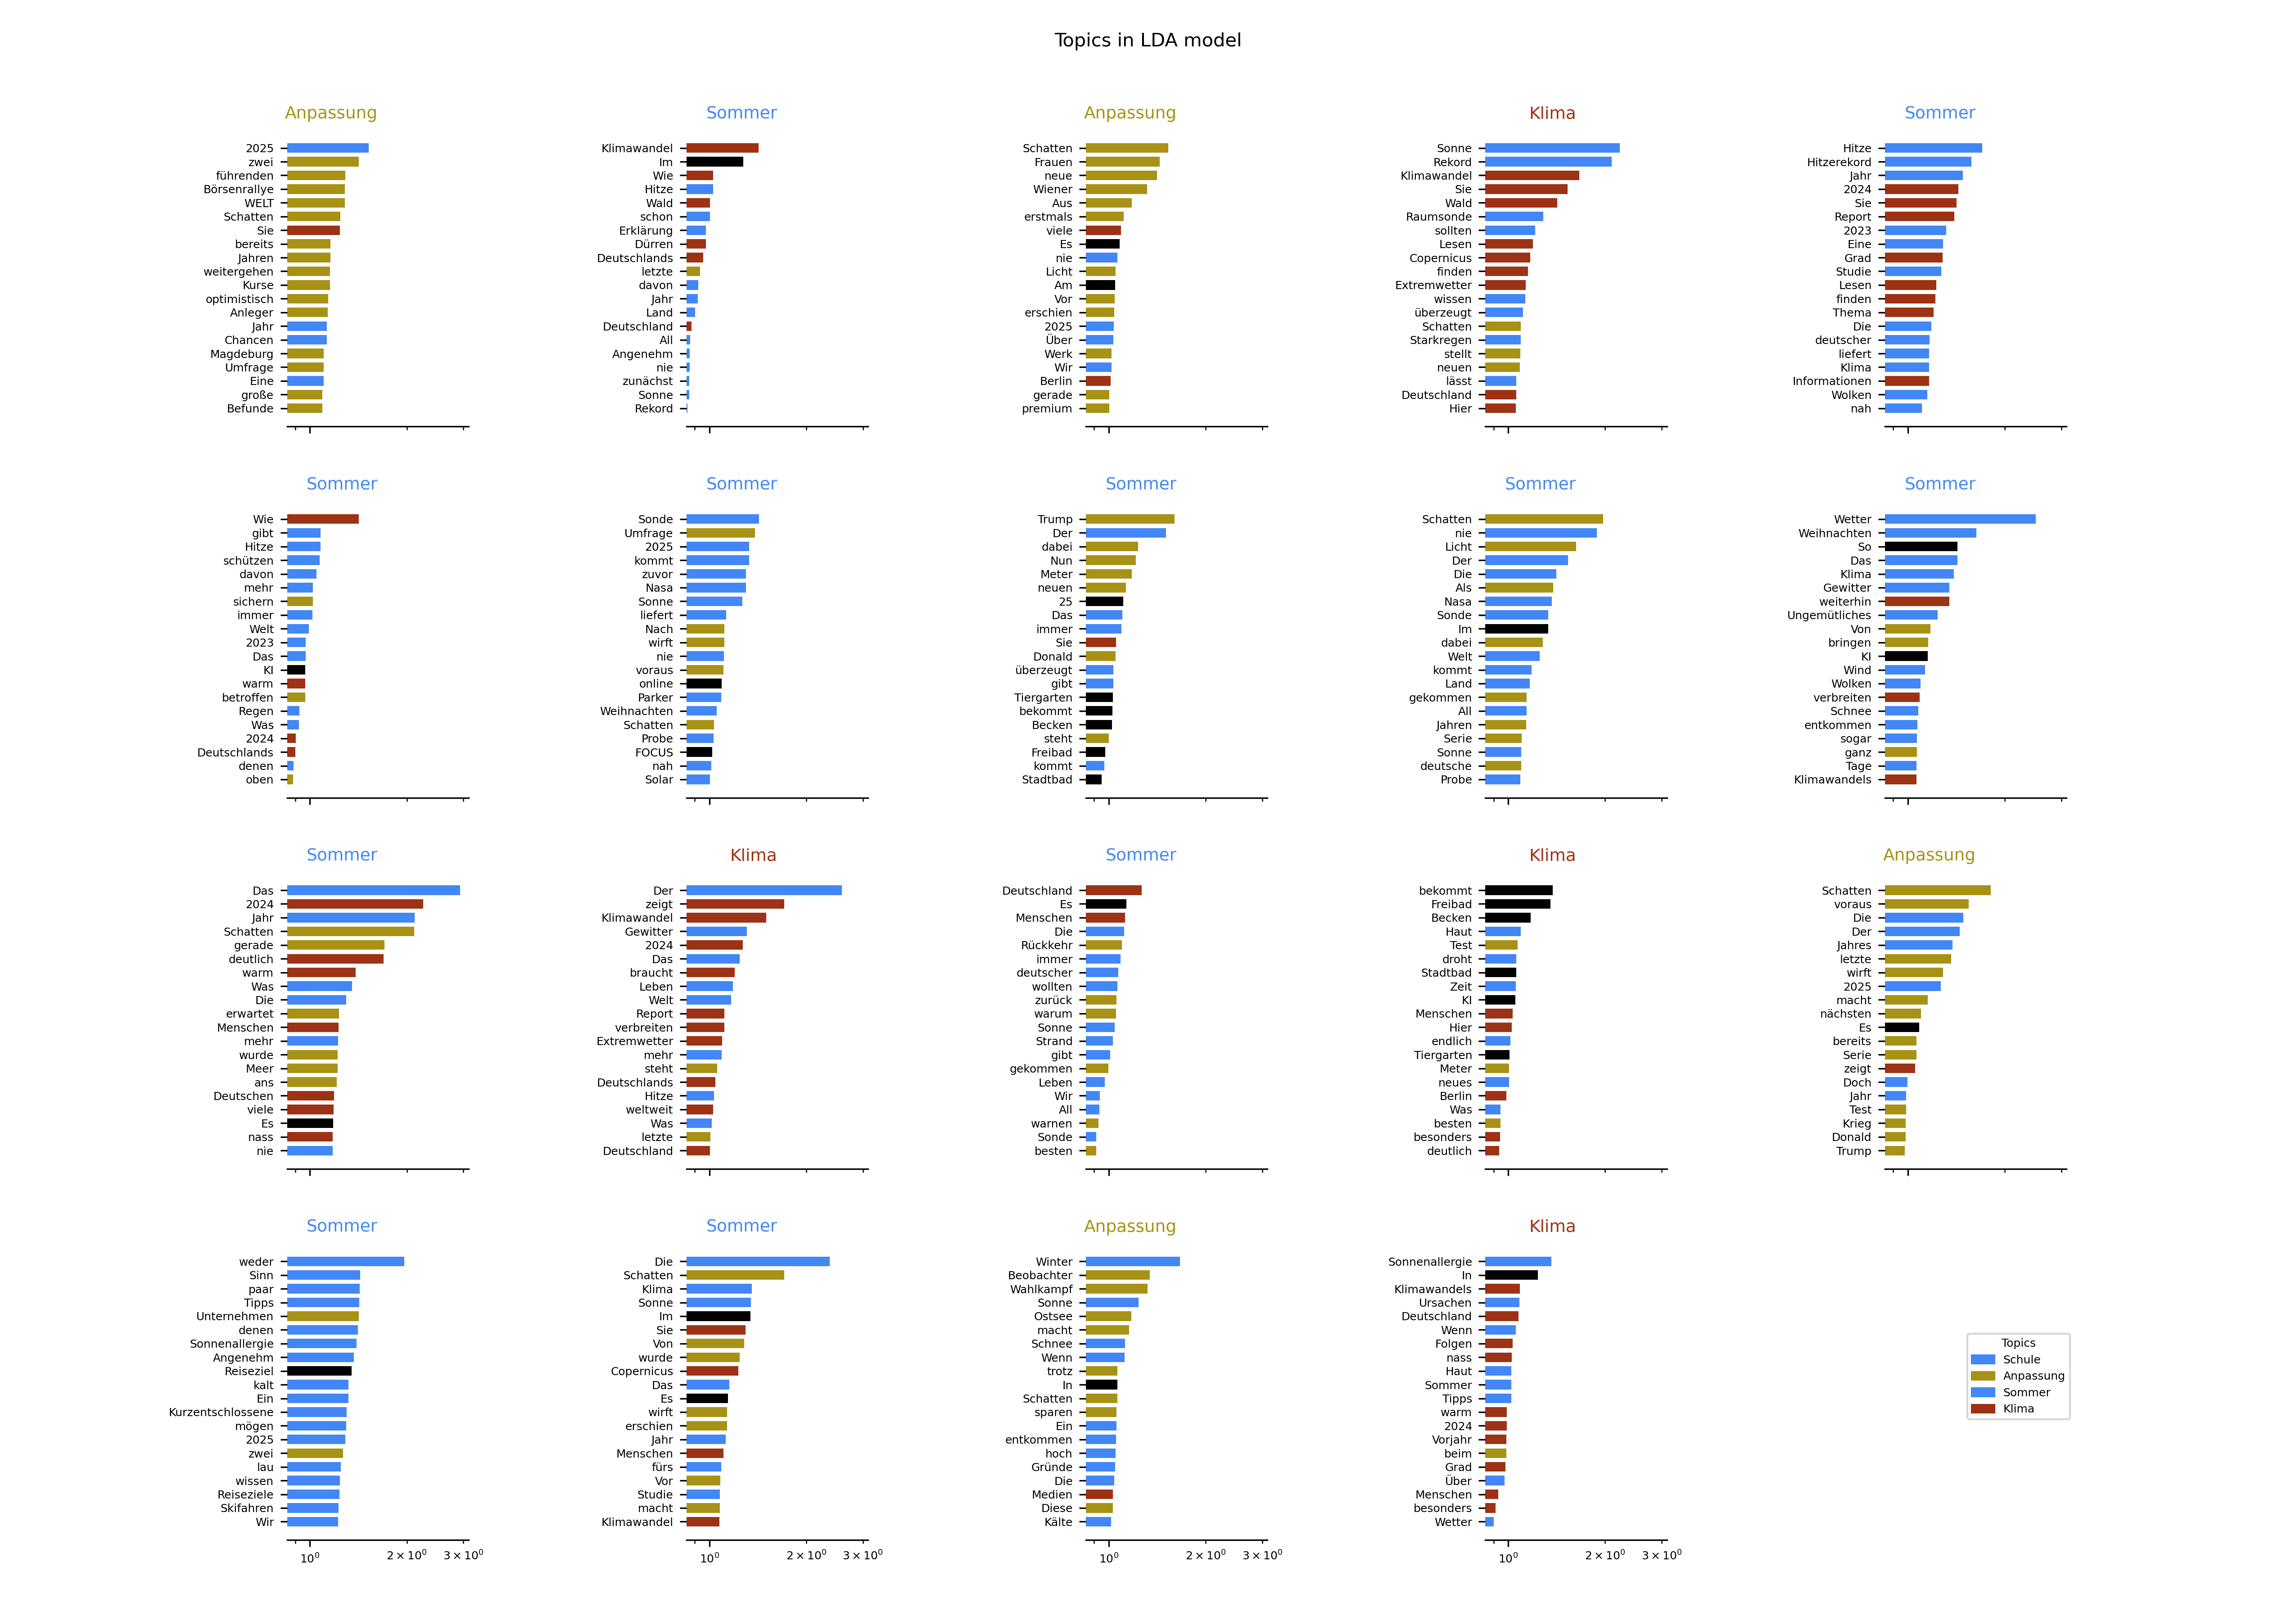 Topics in LDA model
Anpassung
2025
zwei
führenden
Börsenrallye
WELT
Schatten
Sie
bereits
Jahren
weitergehen
Kurse
optimistisch
Anleger
Jahr
Chancen
Magdeburg
Umfrage
Eine
große
Befunde
Sommer
Klimawandel
Im
Wie
Hitze
Wald
schon
Erklärung
Dürren
Deutschlands
letzte
davon
Jahr
Land
Deutschland
All
Angenehm
nie
zunächst
Sonne
Rekord
Anpassung
Schatten
Frauen
neue
Wiener
Aus
erstmals
viele
Es
nie
Licht
Am
Vor
erschien
2025
Über
Werk
Wir
Berlin
gerade
premium
Klima
Sonne
Rekord
Klimawandel
Sie
Wald
Raumsonde
sollten
Lesen
Copernicus
finden
Extremwetter
wissen
überzeugt
Schatten
Starkregen
stellt
neuen
lässt
Deutschland
Hier
Sommer
Hitze
Hitzerekord
Jahr
2024
Sie
Report
2023
Eine
Grad
Studie
Lesen
finden
Thema
Die
deutscher
liefert
Klima
Informationen
Wolken
nah
Sommer
Wie
gibt
Hitze
schützen
davon
mehr
sichern
immer
Welt
2023
Das
KI
warm
betroffen
Regen
Was
2024
Deutschlands
denen
oben
Sommer
Sonde
Umfrage
2025
kommt
zuvor
Nasa
Sonne
liefert
Nach
wirft
nie
voraus
online
Parker
Weihnachten
Schatten
Probe
FOCUS
nah
Solar
Sommer
Trump
Der
dabei
Nun
Meter
neuen
25
Das
immer
Sie
Donald
überzeugt
gibt
Tiergarten
bekommt
Becken
steht
Freibad
kommt
Stadtbad
Sommer
Schatten
nie
Licht
Der
Die
Als
Nasa
Sonde
Im
dabei
Welt
kommt
Land
gekommen
All
Jahren
Serie
Sonne
deutsche
Probe
Sommer
Wetter
Weihnachten
So
Das
Klima
Gewitter
weiterhin
Ungemütliches
Von
bringen
KI
Wind
Wolken
verbreiten
Schnee
entkommen
sogar
ganz
Tage
Klimawandels
Sommer
Das
2024
Jahr
Schatten
gerade
deutlich
warm
Was
Die
erwartet
Menschen
mehr
wurde
Meer
ans
Deutschen
viele
Es
nass
nie
Klima
Der
zeigt
Klimawandel
Gewitter
2024
Das
braucht
Leben
Welt
Report
verbreiten
Extremwetter
mehr
steht
Deutschlands
Hitze
weltweit
Was
letzte
Deutschland
Sommer
Deutschland
Es
Menschen
Die
Rückkehr
immer
deutscher
wollten
zurück
warum
Sonne
Strand
gibt
gekommen
Leben
Wir
All
warnen
Sonde
besten
Klima
bekommt
Freibad
Becken
Haut
Test
droht
Stadtbad
Zeit
KI
Menschen
Hier
endlich
Tiergarten
Meter
neues
Berlin
Was
besten
besonders
deutlich
Anpassung
Schatten
voraus
Die
Der
Jahres
letzte
wirft
2025
macht
nächsten
Es
bereits
Serie
zeigt
Doch
Jahr
Test
Krieg
Donald
Trump
Sommer
weder
Sinn
paar
Tipps
Unternehmen
denen
Sonnenallergie
Angenehm
Reiseziel
kalt
Ein
Kurzentschlossene
mögen
2025
zwei
lau
wissen
Reiseziele
Skifahren
Wir
10⁰ 2 × 10⁰ 3 × 10⁰
Sommer
Die
Schatten
Klima
Sonne
Im
Sie
Von
wurde
Copernicus
Das
Es
wirft
erschien
Jahr
Menschen
fürs
Vor
Studie
macht
Klimawandel
10⁰ 2 × 10⁰ 3 × 10⁰
Anpassung
Winter
Beobachter
Wahlkampf
Sonne
Ostsee
macht
Schnee
Wenn
trotz
In
Schatten
sparen
Ein
entkommen
hoch
Gründe
Die
Medien
Diese
Kälte
10⁰ 2 × 10⁰ 3 × 10⁰
Klima
Sonnenallergie
In
Klimawandels
Ursachen
Deutschland
Wenn
Folgen
nass
Haut
Sommer
Tipps
warm
2024
Vorjahr
beim
Grad
Über
Menschen
besonders
Wetter
10⁰ 2 × 10⁰ 3 × 10⁰
Topics
Schule
Anpassung
Sommer
Klima